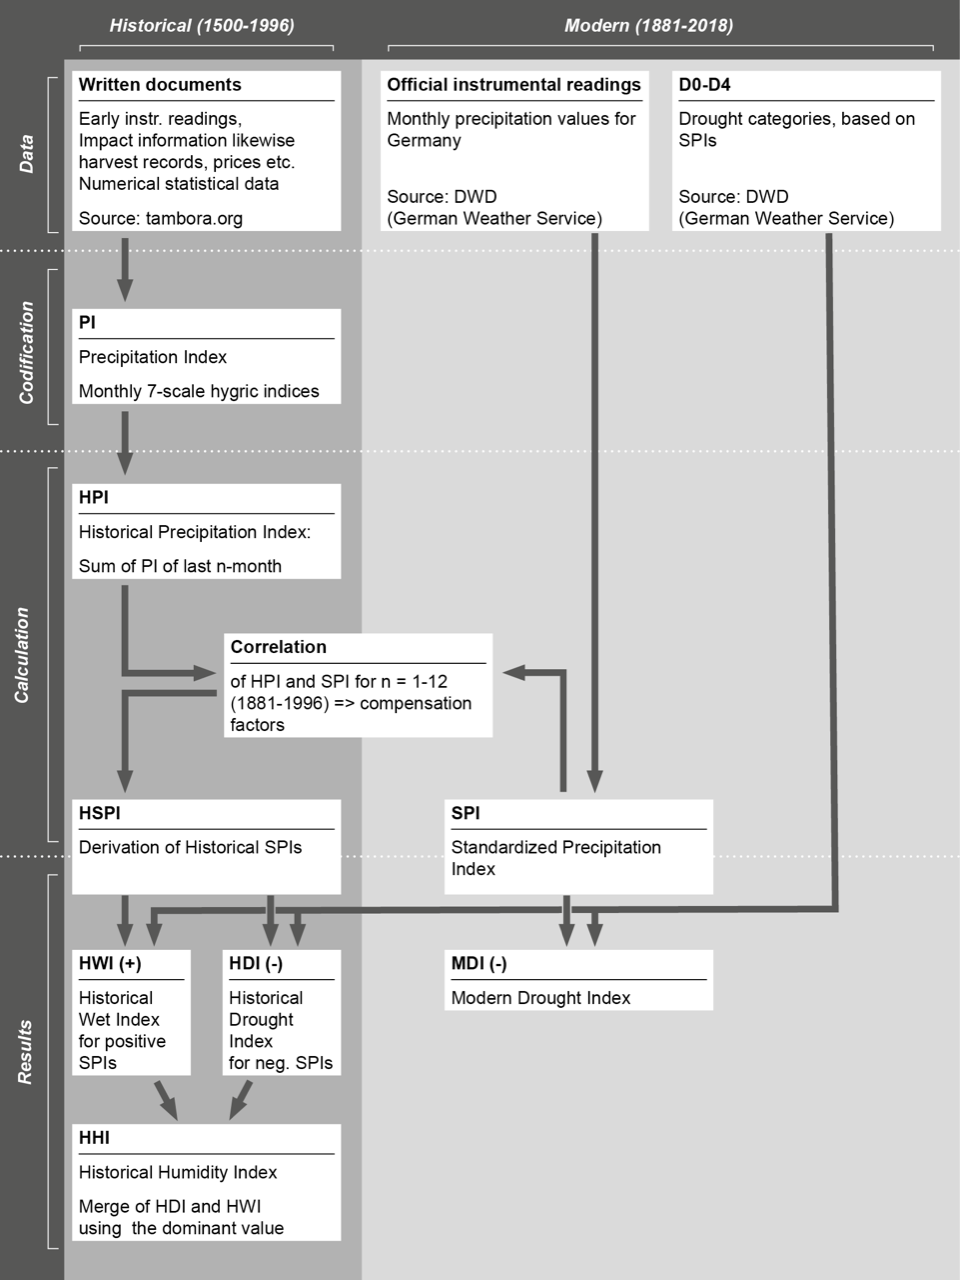 Historical (1500-1996)
Modern (1881-2018)
Data
Written documents
Early instr. readings,
Impact information likewise
harvest records, prices etc.
Numerical statistical data
Source: tambora.org
Official instrumental readings
Monthly precipitation values for
Germany
Source: DWD
(German Weather Service)
D0-D4
Drought categories, based on
SPIs
Source: DWD
(German Weather Service)
Codification
PI
Precipitation Index
Monthly 7-scale hygric indices
Calculation
HPI
Historical Precipitation Index:
Sum of PI of last n-month
Correlation
of HPI and SPI for n = 1-12
(1881-1996) => compensation
factors
HSPI
Derivation of Historical SPIs
SPI
Standardized Precipitation
Index
Results
HWI (+)
Historical
Wet Index
for positive
SPIs
HDI (-)
Historical
Drought
Index
for neg. SPIs
MDI (-)
Modern Drought Index
HHI
Historical Humidity Index
Merge of HDI and HWI
using  the dominant value